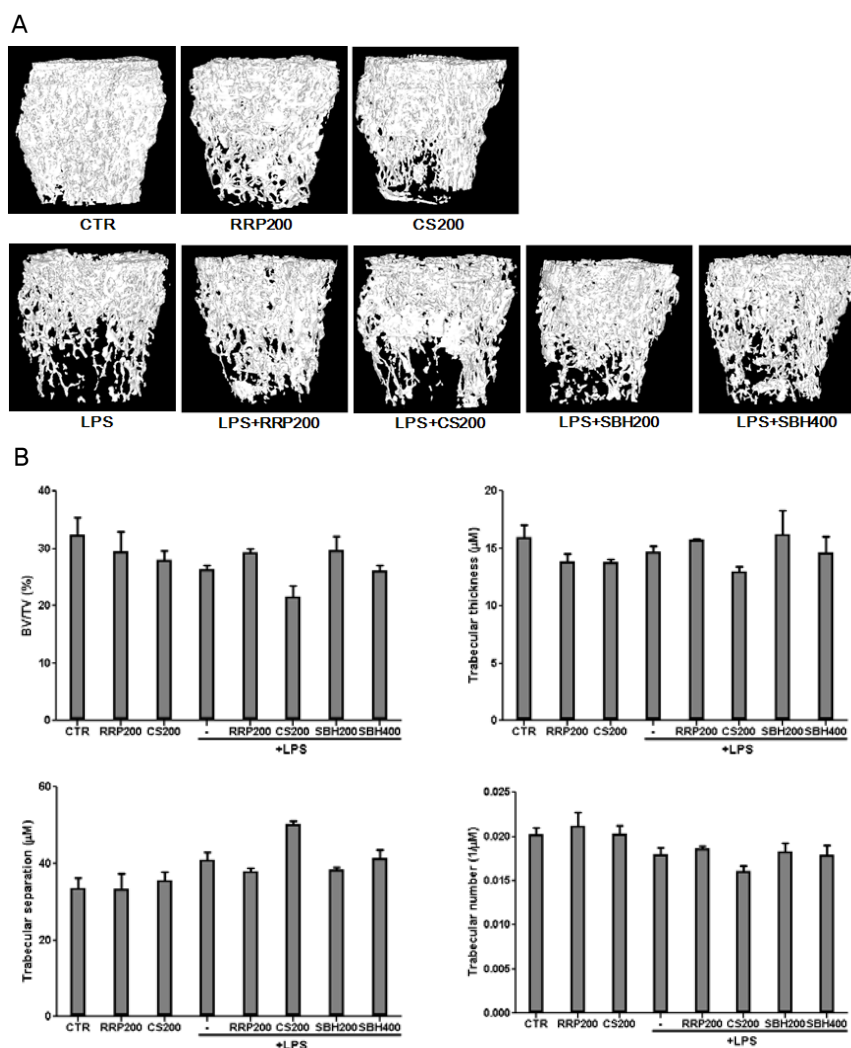 A
CTR RRP200 CS200
LPS LPS+RRP200 LPS+CS200 LPS+SBH200 LPS+SBH400
B
BV/TV (%)
40
30
20
10
0
CTR RRP200 CS200 - RRP200 CS200 SBH200 SBH400
+LPS
Trabecular thickness (µM)
20
15
10
5
0
CTR RRP200 CS200 - RRP200 CS200 SBH200 SBH400
+LPS
Trabecular separation (µM)
60
40
20
0
CTR RRP200 CS200 - RRP200 CS200 SBH200 SBH400
+LPS
Trabecular number (1/µM)
0.025
0.020
0.015
0.010
0.005
0.000
CTR RRP200 CS200 - RRP200 CS200 SBH200 SBH400
+LPS